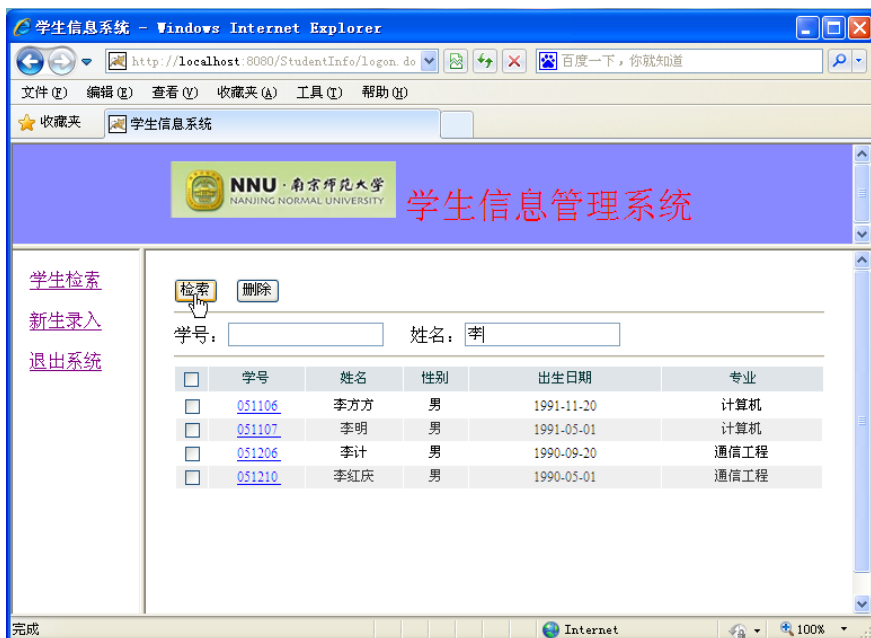 学生信息系统 - Windows Internet Explorer
http://localhost:8080/StudentInfo/logon.do 百度一下，你就知道
文件(F) 编辑(E) 查看(V) 收藏夹(A) 工具(T) 帮助(H)
收藏夹 学生信息系统
NNU·南京师范大学
NANJING NORMAL UNIVERSITY
学生信息管理系统
学生检索
新生录入
退出系统
检索 删除
学号： 姓名：李
学号 姓名 性别 出生日期 专业
051106 李方方 男 1991-11-20 计算机
051107 李明 男 1991-05-01 计算机
051206 李计 男 1990-09-20 通信工程
051210 李红庆 男 1990-05-01 通信工程
完成 Internet 100%